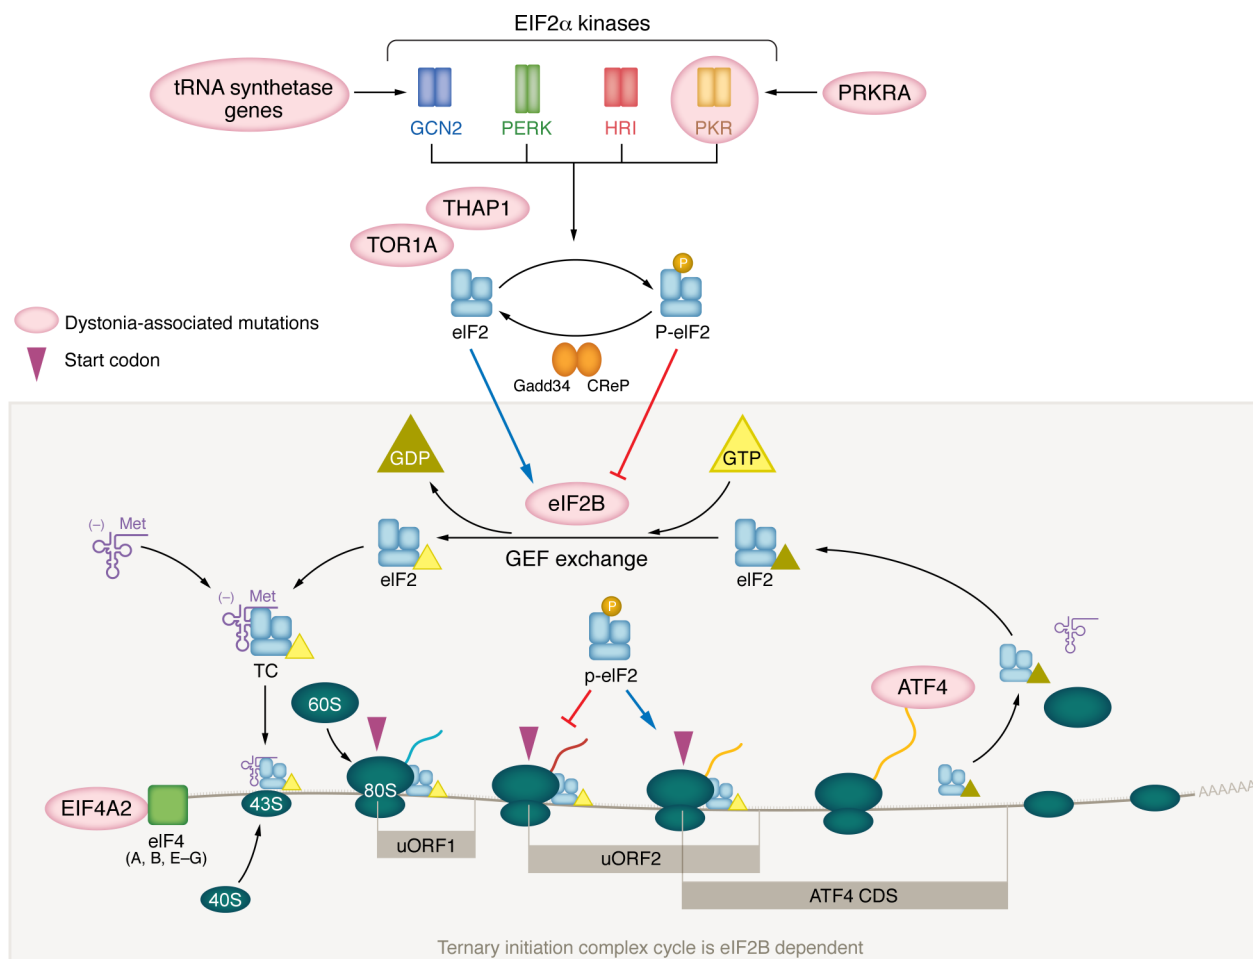 EIF2α kinases
tRNA synthetase
genes
GCN2
PERK
HRI
PKR
PRKRA
THAP1
TOR1A
P
eIF2
P-eIF2
Gadd34
CReP
Dystonia-associated mutations
Start codon
GDP
GTP
eIF2B
(–)
Met
eIF2
GEF exchange
eIF2
(–)
Met
TC
P
p-eIF2
ATF4
60S
80S
43S
EIF4A2
eIF4
(A, B, E–G)
40S
uORF1
uORF2
ATF4 CDS
AAAAAA
Ternary initiation complex cycle is eIF2B dependent